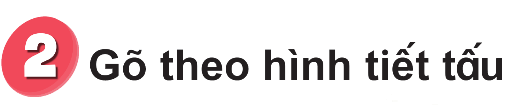 2 Gõ theo hình tiết tấu